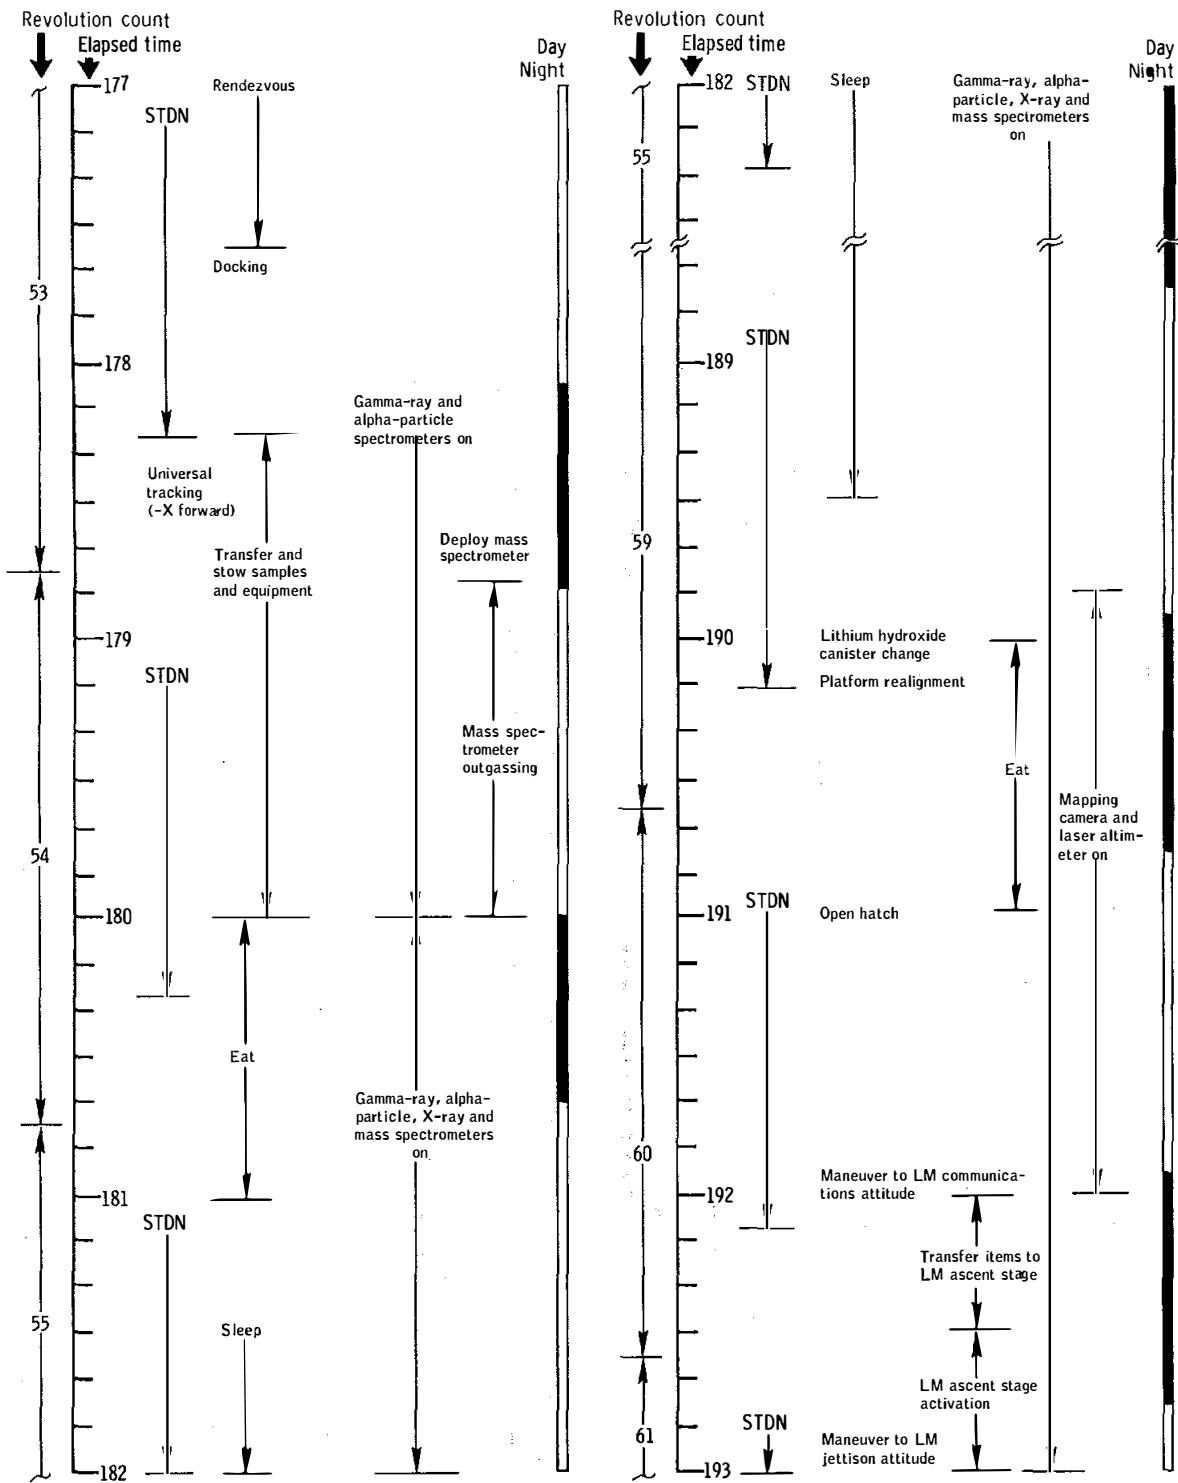 Revolution count
Elapsed time
Day
Night
177
Rendezvous
STDN
Docking
53
178
Gamma-ray and
alpha-particle
spectrometers on
Universal
tracking
(-X forward)
Deploy mass
spectrometer
Transfer and
stow samples
and equipment
179
STDN
Mass spec-
trometer
outgassing
54
180
Eat
Gamma-ray, alpha-
particle, X-ray and
mass spectrometers
on
181
STDN
55
Sleep
182
Revolution count
Elapsed time
Day
Night
182
STDN
Sleep
Gamma-ray, alpha-
particle, X-ray and
mass spectrometers
on
55
STDN
189
59
190
Lithium hydroxide
canister change
Platform realignment
Eat
Mapping
camera and
laser altim-
eter on
STDN
191
Open hatch
60
Maneuver to LM communica-
tions attitude
192
Transfer items to
LM ascent stage
LM ascent stage
activation
STDN
61
Maneuver to LM
jettison attitude
193